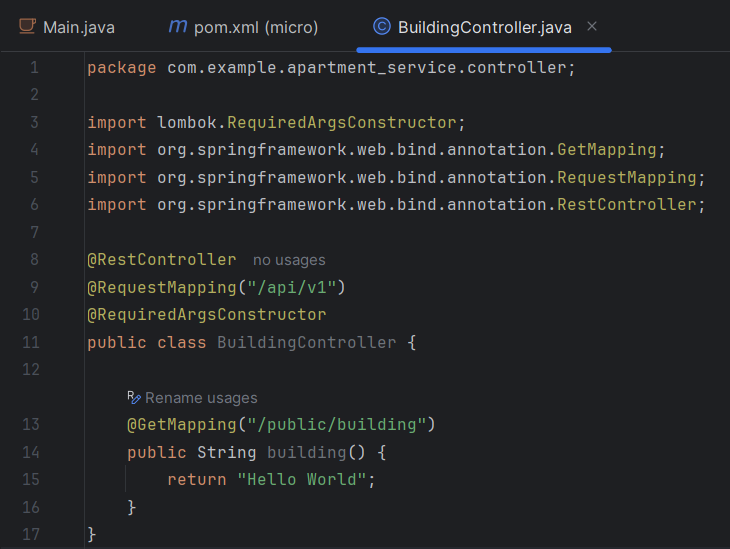 Main.java m pom.xml (micro) C BuildingController.java
1 package com.example.apartment_service.controller;
2
3 import lombok.RequiredArgsConstructor;
4 import org.springframework.web.bind.annotation.GetMapping;
5 import org.springframework.web.bind.annotation.RequestMapping;
6 import org.springframework.web.bind.annotation.RestController;
7
8 @RestController no usages
9 @RequestMapping("/api/v1")
10 @RequiredArgsConstructor
11 public class BuildingController {
12
R Rename usages
13 @GetMapping("/public/building")
14 public String building() {
15 return "Hello World";
16 }
17 }